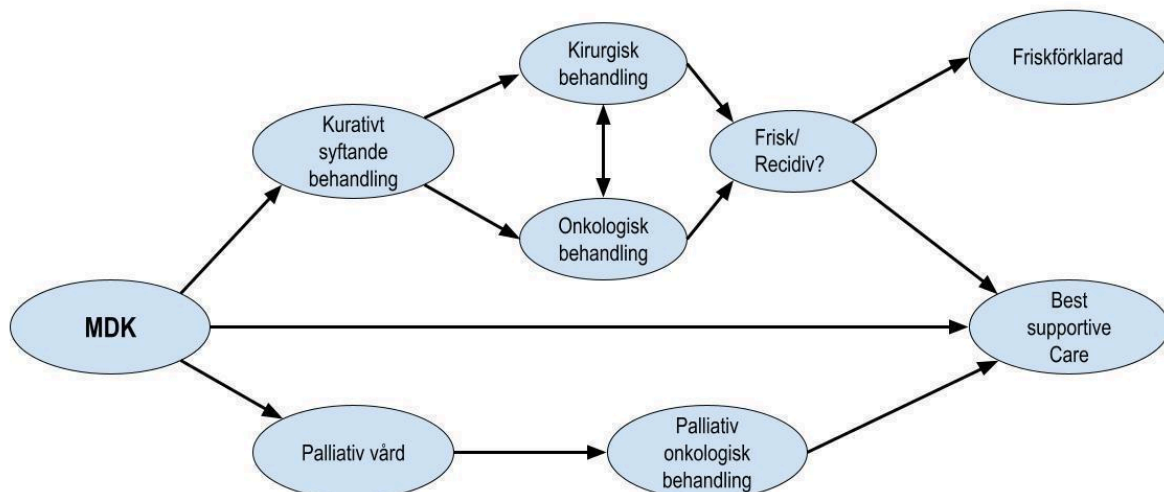 Kirurgisk
behandling
Friskförklarad
Kurativt
syftande
behandling
Frisk/
Recidiv?
Onkologisk
behandling
MDK
Best
supportive
Care
Palliativ vård
Palliativ
onkologisk
behandling